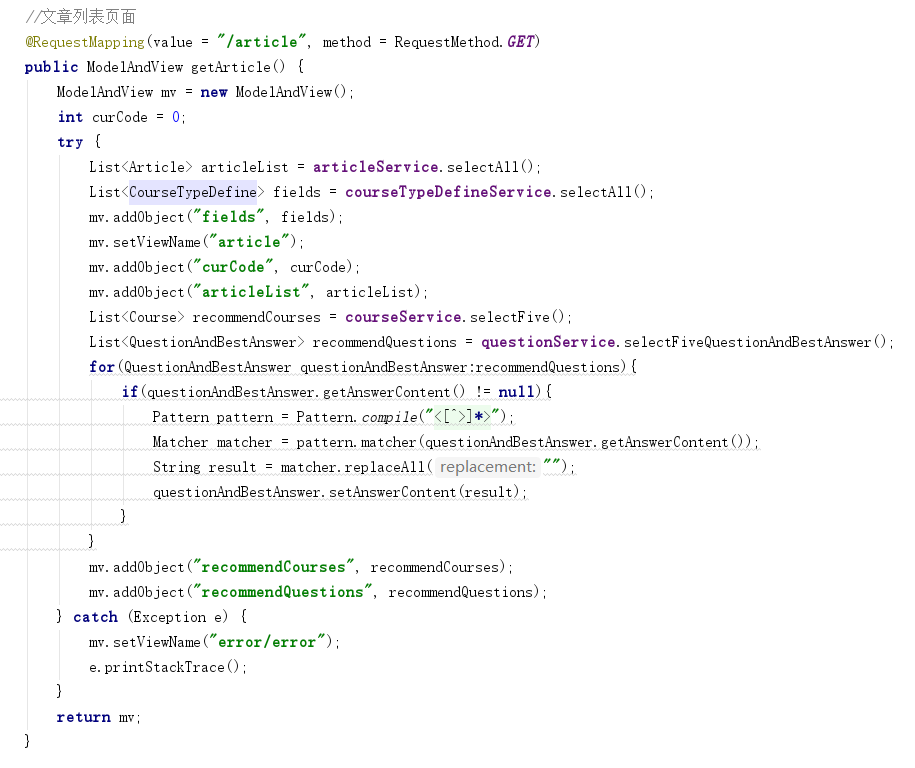 //文章列表页面
@RequestMapping(value = "/article", method = RequestMethod.GET)
public ModelAndView getArticle() {
    ModelAndView mv = new ModelAndView();
    int curCode = 0;
    try {
        List<Article> articleList = articleService.selectAll();
        List<CourseTypeDefine> fields = courseTypeDefineService.selectAll();
        mv.addObject("fields", fields);
        mv.setViewName("article");
        mv.addObject("curCode", curCode);
        mv.addObject("articleList", articleList);
        List<Course> recommendCourses = courseService.selectFive();
        List<QuestionAndBestAnswer> recommendQuestions = questionService.selectFiveQuestionAndBestAnswer();
        for(QuestionAndBestAnswer questionAndBestAnswer:recommendQuestions){
            if(questionAndBestAnswer.getAnswerContent() != null){
                Pattern pattern = Pattern.compile("<[^>]*>");
                Matcher matcher = pattern.matcher(questionAndBestAnswer.getAnswerContent());
                String result = matcher.replaceAll( replacement: "");
                questionAndBestAnswer.setAnswerContent(result);
            }
        }
        mv.addObject("recommendCourses", recommendCourses);
        mv.addObject("recommendQuestions", recommendQuestions);
    } catch (Exception e) {
        mv.setViewName("error/error");
        e.printStackTrace();
    }
    return mv;
}